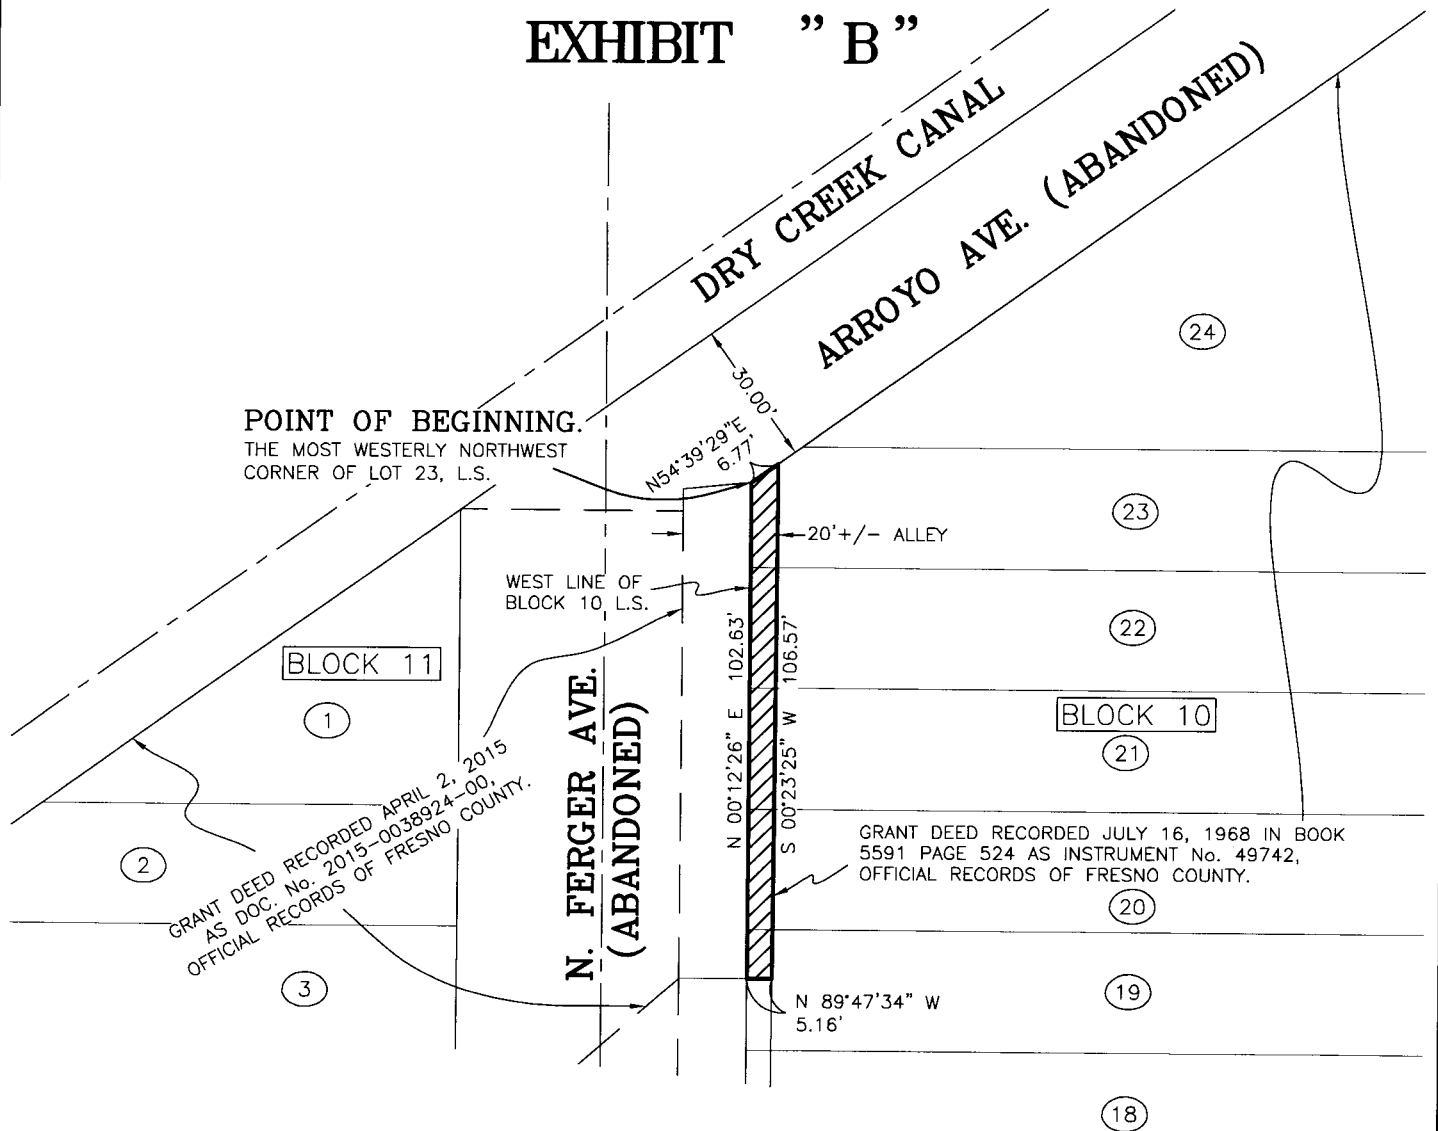 EXHIBIT "B"
DRY CREEK CANAL
ARROYO AVE. (ABANDONED)
24
30.00'
POINT OF BEGINNING.
THE MOST WESTERLY NORTHWEST
CORNER OF LOT 23, L.S.
N54°39'29"E
6.77'
23
20'+/- ALLEY
WEST LINE OF
BLOCK 10 L.S.
22
BLOCK 11
1
N. FERGER AVE.
(ABANDONED)
N 00°12'26" E 102.63'
S 00°23'25" W 106.57'
BLOCK 10
21
GRANT DEED RECORDED APRIL 2, 2015
AS DOC. No. 2015-0038924-00,
OFFICIAL RECORDS OF FRESNO COUNTY.
2
GRANT DEED RECORDED JULY 16, 1968 IN BOOK
5591 PAGE 524 AS INSTRUMENT No. 49742,
OFFICIAL RECORDS OF FRESNO COUNTY.
20
3
N 89°47'34" W
5.16'
19
18